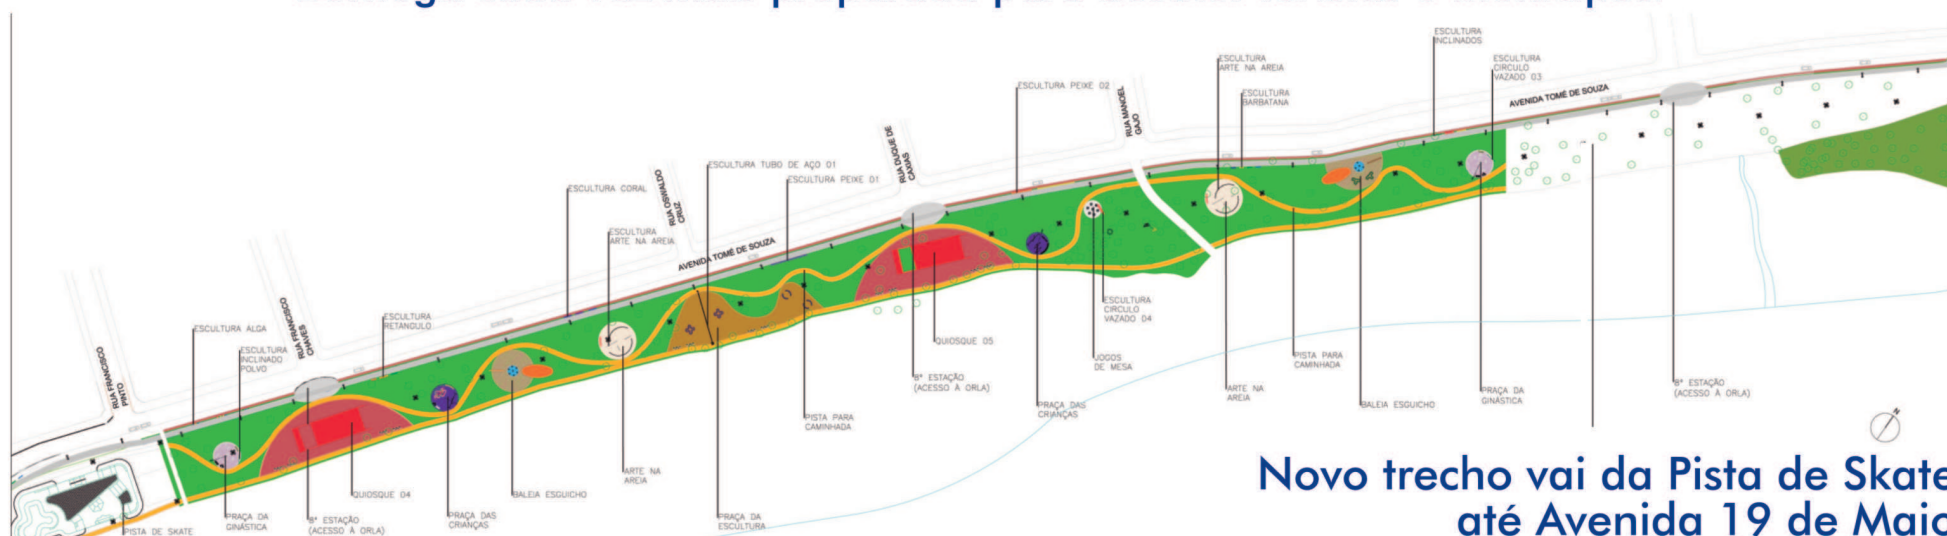 ESCULTURA
INCLINADOS
ESCULTURA
CÍRCULO
VAZADO 03
ESCULTURA
ARTE NA AREIA
ESCULTURA
BARBATANA
AVENIDA TOMÉ DE SOUZA
ESCULTURA PEIXE 02
RUA MANOEL
GAJO
RUA DUQUE DE
CAXIAS
ESCULTURA TUBO DE AÇO 01
ESCULTURA PEIXE 01
RUA OSWALDO
CRUZ
ESCULTURA CORAL
ESCULTURA
ARTE NA AREIA
AVENIDA TOMÉ DE SOUZA
RUA FRANCISCO
CHAVES
ESCULTURA
RETANGULO
ESCULTURA ALGA
ESCULTURA
INCLINADO
POLVO
RUA FRANCISCO
PINTO
PISTA DE SKATE
PRAÇA DA
GINÁSTICA
8ª ESTAÇÃO
(ACESSO À ORLA)
QUIOSQUE 04
PRAÇA DAS
CRIANÇAS
BALEIA ESGUICHO
ARTE NA
AREIA
PRAÇA DA
ESCULTURA
PISTA PARA
CAMINHADA
8ª ESTAÇÃO
(ACESSO À ORLA)
QUIOSQUE 05
PRAÇA DAS
CRIANÇAS
JOGOS
DE MESA
ESCULTURA
CIRCULO
VAZADO 04
ARTE NA
AREIA
PISTA PARA
CAMINHADA
BALEIA ESGUICHO
PRAÇA DA
GINÁSTICA
8ª ESTAÇÃO
(ACESSO À ORLA)
N
Novo trecho vai da Pista de Skate
até Avenida 19 de Maio